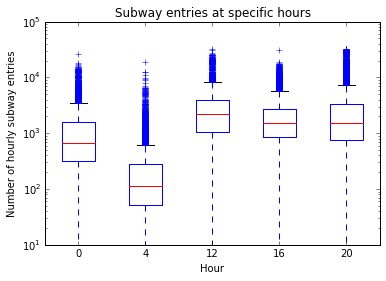 Subway entries at specific hours
Number of hourly subway entries
10^5
10^4
10^3
10^2
10^1
0 4 12 16 20
Hour